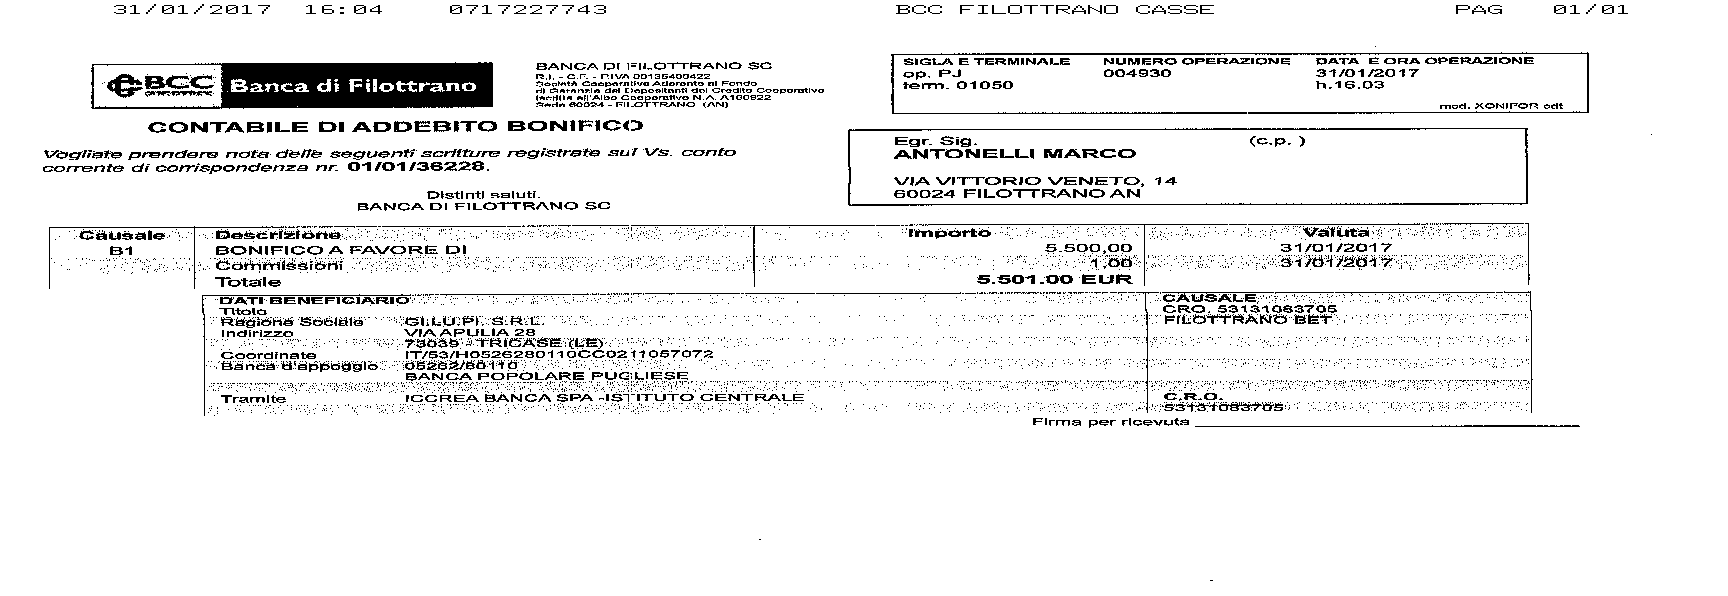 31/01/2017 16:04 0717227743 BCC FILOTTRANO CASSE PAG 01/01
BCC Banca di Filottrano
BANCA DI FILOTTRANO SC
R.I. - C.F. - P.IVA 00135400422
Società Cooperativa Aderente al Fondo
di Garanzia dei Depositanti del Credito Cooperativo
Iscritta all'Albo Cooperative N.A. A100922
Sede 60024 - FILOTTRANO (AN)
SIGLA E TERMINALE NUMERO OPERAZIONE DATA E ORA OPERAZIONE
op. PJ 004930 31/01/2017
term. 01050 h.16.03
mod. XONIFOR odt
CONTABILE DI ADDEBITO BONIFICO
Vogliate prendere nota delle seguenti scritture registrate sul Vs. conto
corrente di corrispondenza nr. 01/01/36228.
Distinti saluti.
BANCA DI FILOTTRANO SC
Egr. Sig. (c.p. )
ANTONELLI MARCO
VIA VITTORIO VENETO, 14
60024 FILOTTRANO AN
Causale Descrizione Importo Valuta
B1 BONIFICO A FAVORE DI 5.500,00 31/01/2017
Commissioni 1,00 31/01/2017
Totale 5.501.00 EUR
DATI BENEFICIARIO CAUSALE
Titolo CRO. 53131083705
Ragione Sociale GI.LU.PI. S.R.L. FILOTTRANO BET
Indirizzo VIA APULIA 28
73039 - TRICASE (LE)
Coordinate IT/53/H0526280110CC0211057072
Banca d'appoggio 05262/80110
BANCA POPOLARE PUGLIESE
Tramite ICCREA BANCA SPA -ISTITUTO CENTRALE C.R.O.
53131083705
Firma per ricevuta